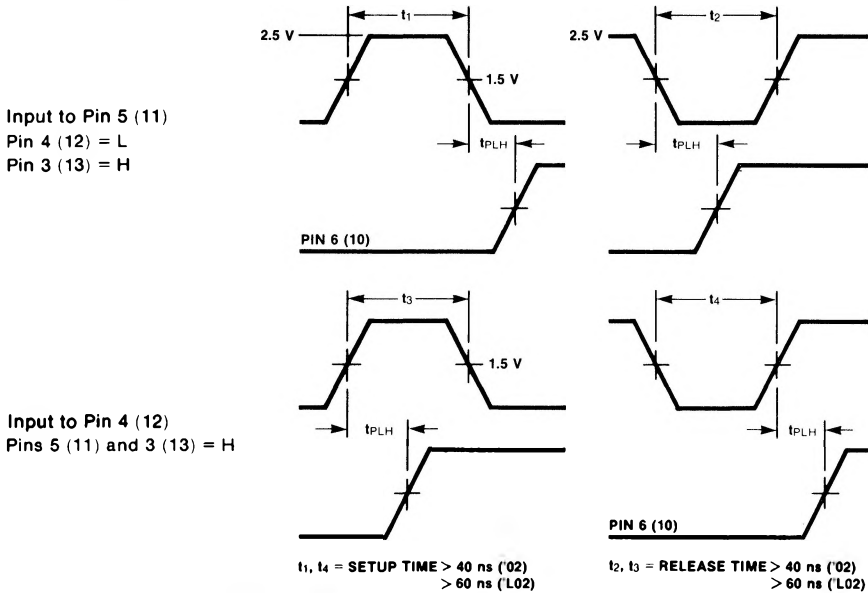 t1
t2
2.5 V
2.5 V
1.5 V
Input to Pin 5 (11)
Pin 4 (12) = L
Pin 3 (13) = H
tPLH
tPLH
PIN 6 (10)
t3
t4
1.5 V
Input to Pin 4 (12)
Pins 5 (11) and 3 (13) = H
tPLH
tPLH
PIN 6 (10)
t1, t4 = SETUP TIME > 40 ns ('02)
> 60 ns ('L02)
t2, t3 = RELEASE TIME > 40 ns ('02)
> 60 ns ('L02)